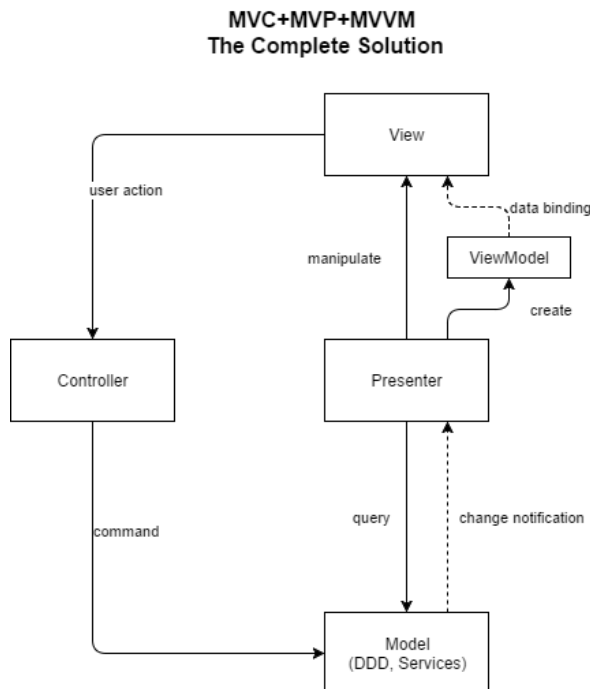 MVC+MVP+MVVM
The Complete Solution
View
user action
data binding
manipulate
ViewModel
create
Controller
Presenter
query
change notification
command
Model
(DDD, Services)